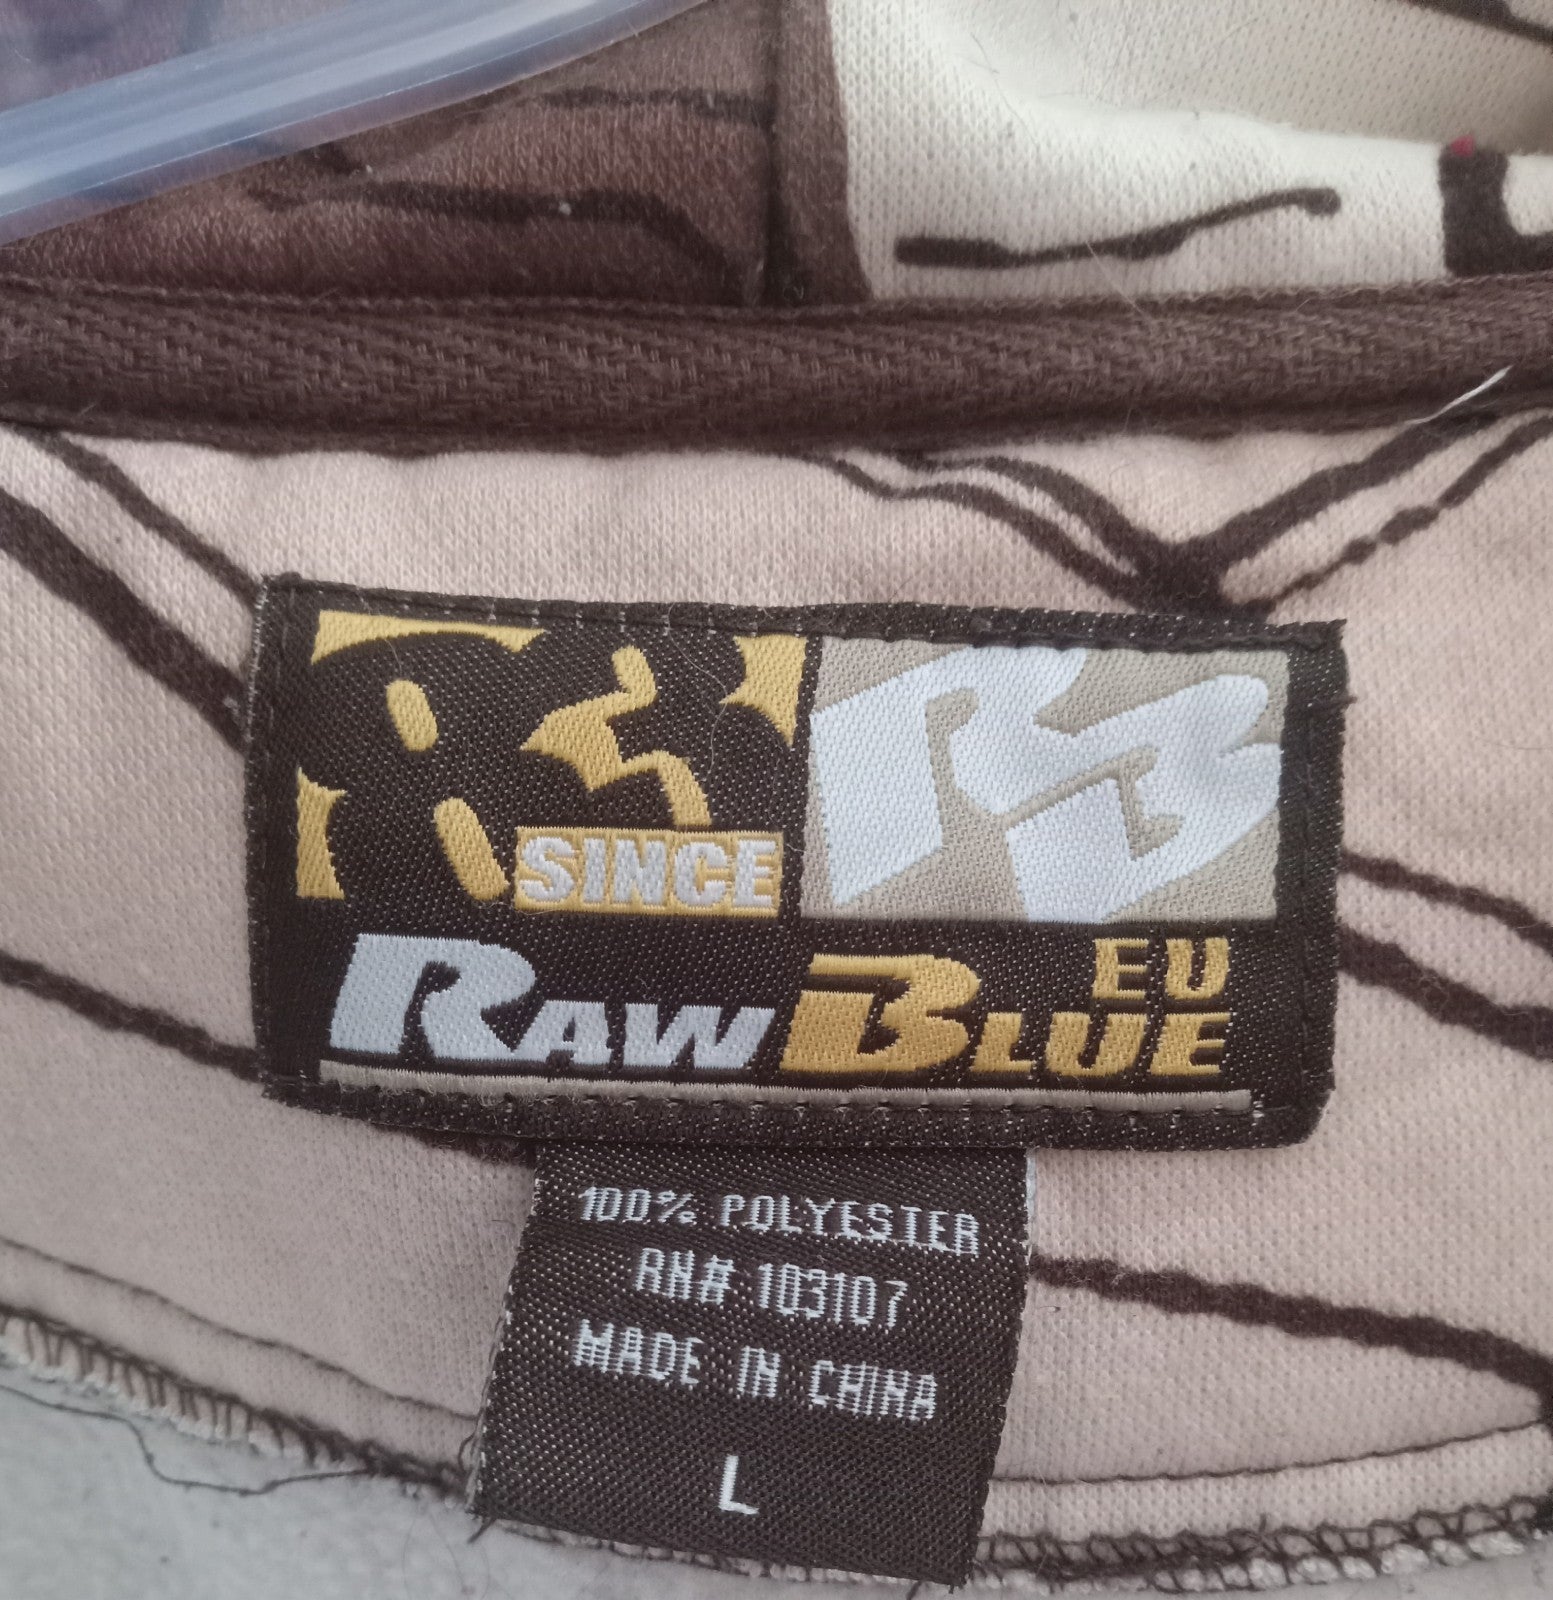 SINCE
EU
RAW BLUE
100% POLYESTER
RN# 103107
MADE IN CHINA
L